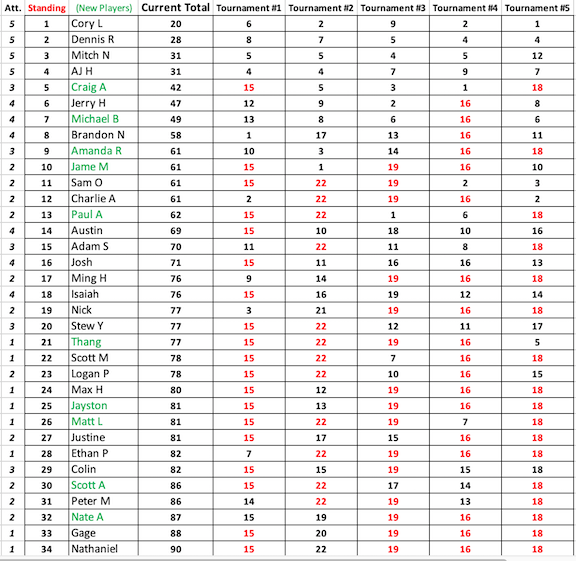 Att. Standing (New Players) Current Total Tournament #1 Tournament #2 Tournament #3 Tournament #4 Tournament #5
5 1 Cory L 20 6 2 9 2 1
5 2 Dennis R 28 8 7 5 4 4
5 3 Mitch N 31 5 5 4 5 12
5 4 AJ H 31 4 4 7 9 7
5 5 Craig A 42 15 5 3 1 18
4 6 Jerry H 47 12 9 2 16 8
4 7 Michael B 49 13 8 6 16 6
4 8 Brandon N 58 1 17 13 16 11
3 9 Amanda R 61 10 3 14 16 18
2 10 Jame M 61 15 1 19 16 10
2 11 Sam O 61 15 22 19 2 3
2 12 Charlie A 61 2 22 19 16 2
2 13 Paul A 62 15 22 1 6 18
4 14 Austin 69 15 10 18 10 16
3 15 Adam S 70 11 22 11 8 18
4 16 Josh 71 15 11 16 16 13
2 17 Ming H 76 9 14 19 16 18
4 18 Isaiah 76 15 16 19 12 14
2 19 Nick 77 3 21 19 16 18
3 20 Stew Y 77 15 22 12 11 17
1 21 Thang 77 15 22 19 16 5
1 22 Scott M 78 15 22 7 16 18
2 23 Logan P 78 15 22 10 16 15
1 24 Max H 80 15 12 19 16 18
1 25 Jayston 81 15 13 19 16 18
1 26 Matt L 81 15 22 19 7 18
2 27 Justine 81 15 17 15 16 18
1 28 Ethan P 82 7 22 19 16 18
3 29 Colin 82 15 15 19 15 18
2 30 Scott A 86 15 22 17 14 18
2 31 Peter M 86 14 22 19 13 18
2 32 Nate A 87 15 19 19 16 18
1 33 Gage 88 15 20 19 16 18
1 34 Nathaniel 90 15 22 19 16 18